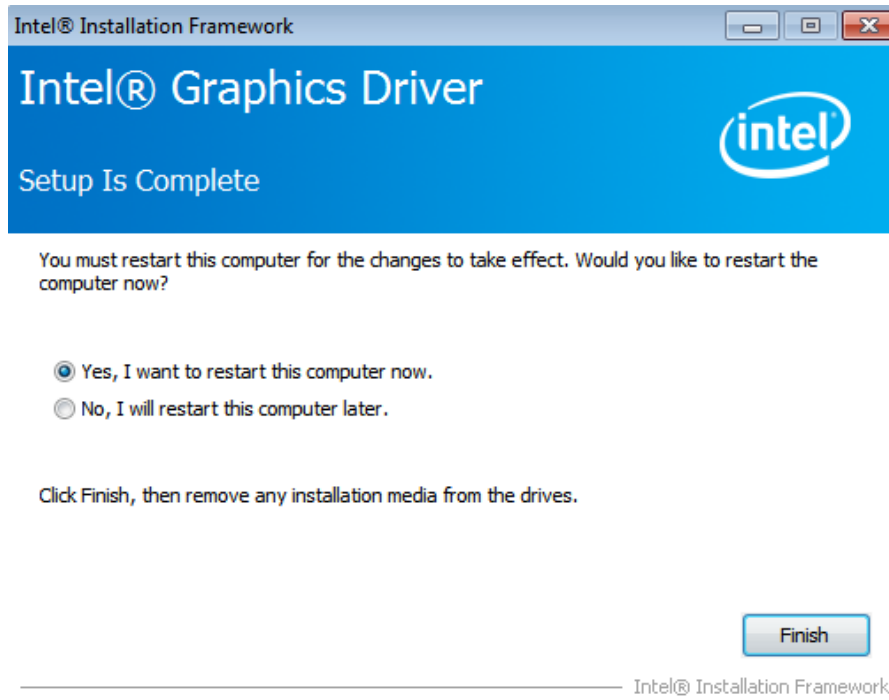 Intel® Installation Framework
Intel® Graphics Driver
intel
Setup Is Complete
You must restart this computer for the changes to take effect. Would you like to restart the
computer now?
Yes, I want to restart this computer now.
No, I will restart this computer later.
Click Finish, then remove any installation media from the drives.
Finish
Intel® Installation Framework